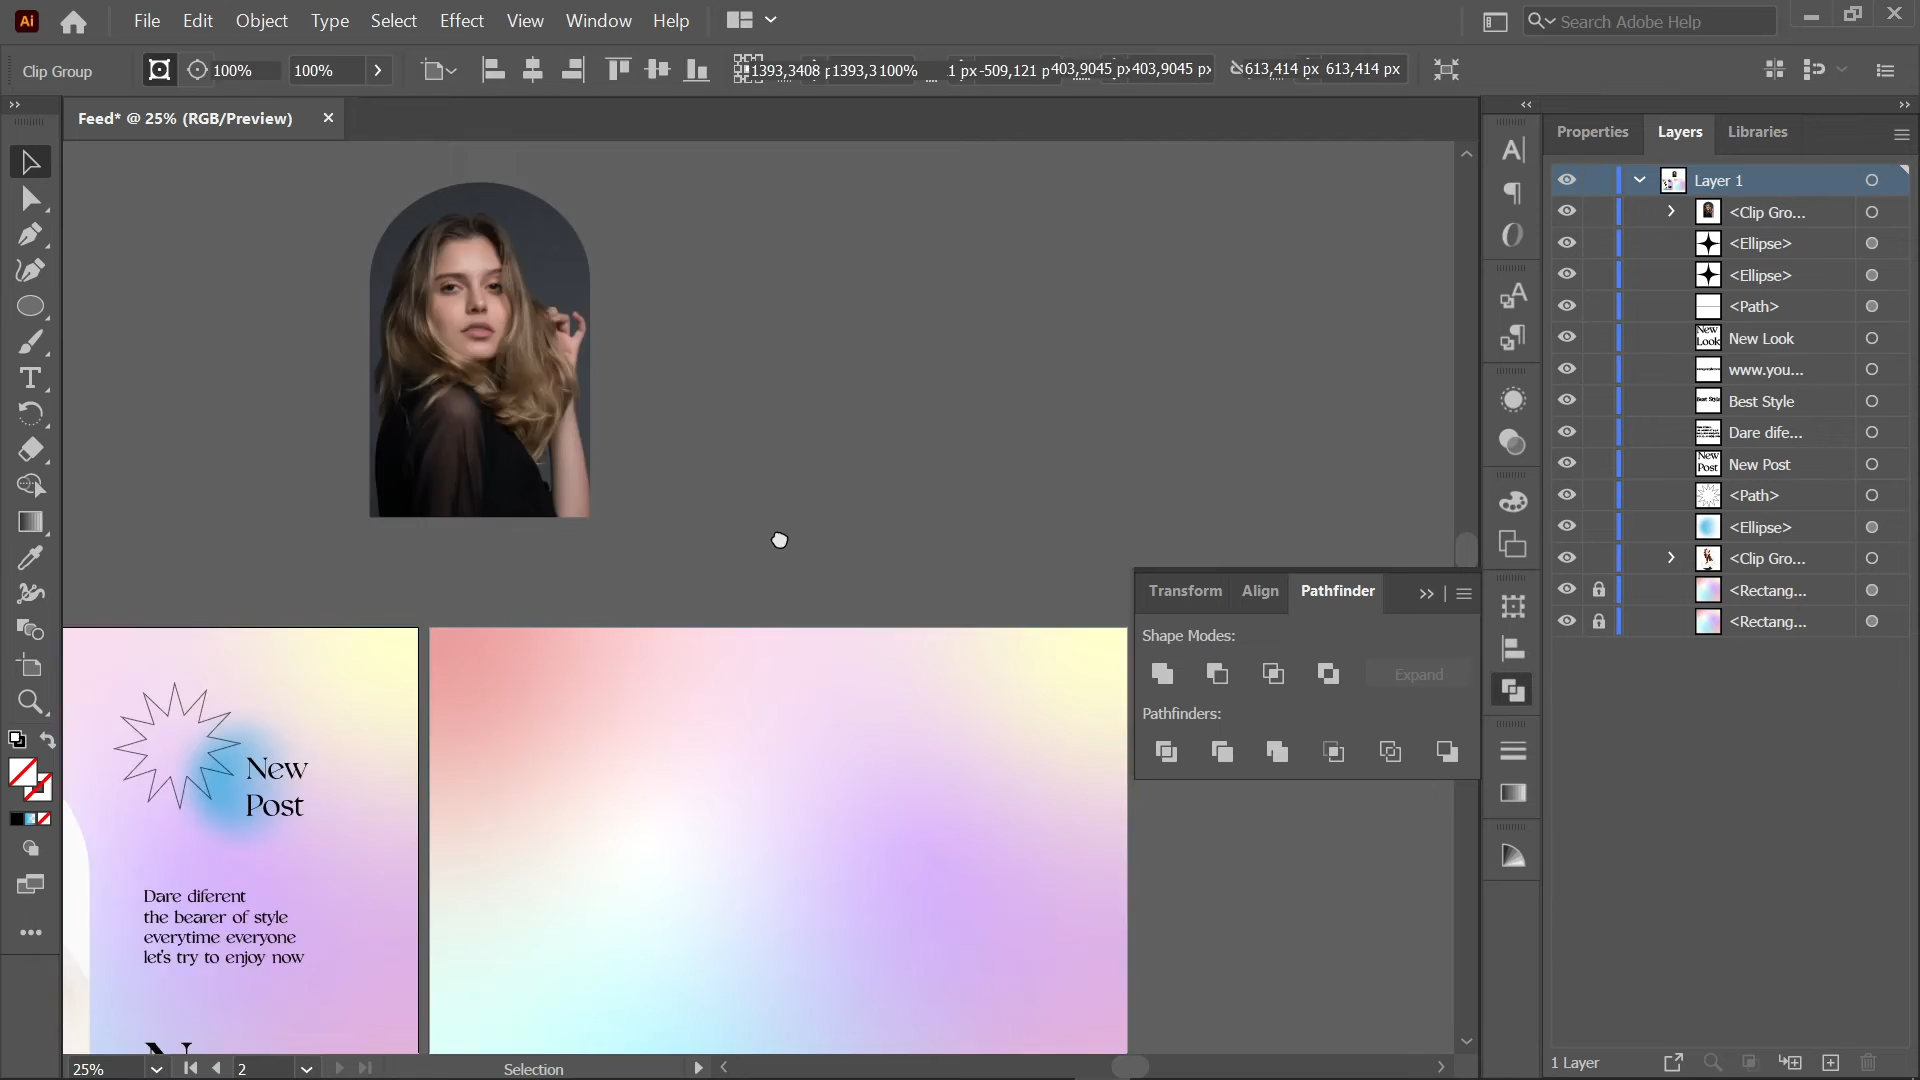 Ai File Edit Object Type Select Effect View Window Help Search Adobe Help
Clip Group 100% 100% 1393,3408 p 1393,3 100% 1 px -509,121 p 403,9045 px 403,9045 px 613,414 px 613,414 px
Feed* @ 25% (RGB/Preview)
Properties Layers Libraries
Layer 1
<Clip Gro...
<Ellipse>
<Ellipse>
<Path>
New Look
www.you...
Best Style
Dare dife...
New Post
<Path>
<Ellipse>
<Clip Gro...
<Rectang...
<Rectang...
Transform Align Pathfinder
Shape Modes:
Expand
Pathfinders:
New
Post
Dare diferent
the bearer of style
everytime everyone
let's try to enjoy now
25% 2 Selection
1 Layer